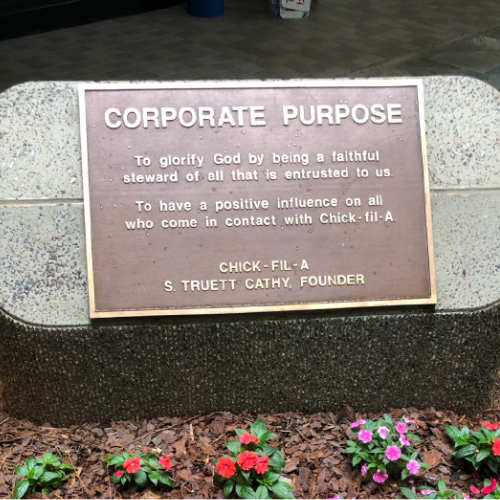 CORPORATE PURPOSE
To glorify God by being a faithful
steward of all that is entrusted to us.
To have a positive influence on all
who come in contact with Chick-fil-A.
CHICK-FIL-A
S. TRUETT CATHY, FOUNDER